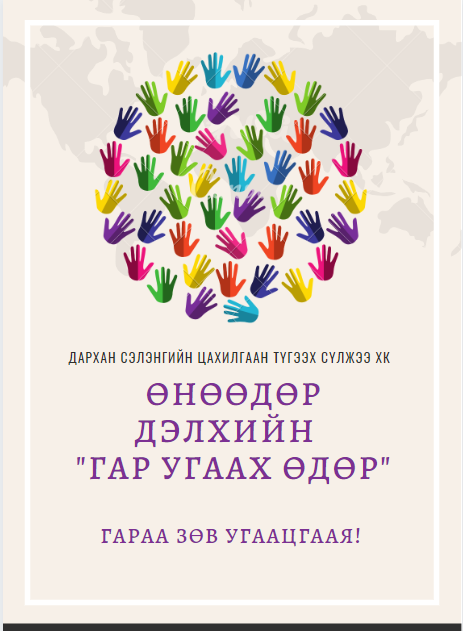 ДАРХАН СЭЛЭНГИЙН ЦАХИЛГААН ТҮГЭЭХ СҮЛЖЭЭ ХК
ӨНӨӨДӨР
ДЭЛХИЙН
"ГАР УГААХ ӨДӨР"
ГАРАА ЗӨВ УГААЦГААЯ!